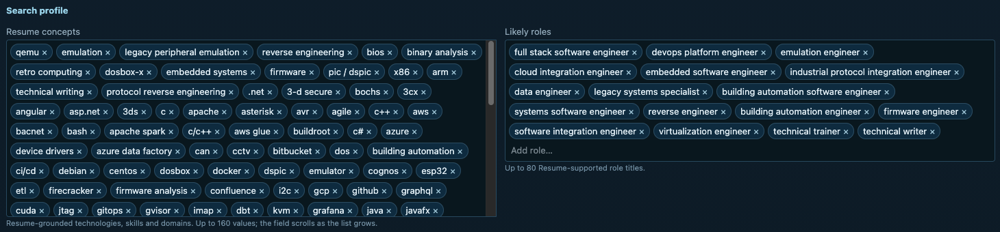 Search profile
Resume concepts
qemu × emulation × legacy peripheral emulation × reverse engineering × bios × binary analysis ×
retro computing × dosbox-x × embedded systems × firmware × pic / dspic × x86 × arm ×
technical writing × protocol reverse engineering × .net × 3-d secure × bochs × 3cx ×
angular × asp.net × 3ds × c × apache × asterisk × avr × agile × c++ × aws ×
bacnet × bash × apache spark × c/c++ × aws glue × buildroot × c# × azure ×
device drivers × azure data factory × can × cctv × bitbucket × dos × building automation ×
ci/cd × debian × centos × dosbox × docker × dspic × emulator × cognos × esp32 ×
etl × firecracker × firmware analysis × confluence × i2c × gcp × github × graphql ×
cuda × jtag × gitops × gvisor × imap × dbt × kvm × grafana × java × javafx ×
Resume-grounded technologies, skills and domains. Up to 160 values; the field scrolls as the list grows.
Likely roles
full stack software engineer × devops platform engineer × emulation engineer ×
cloud integration engineer × embedded software engineer × industrial protocol integration engineer ×
data engineer × legacy systems specialist × building automation software engineer ×
systems software engineer × reverse engineer × building automation engineer × firmware engineer ×
software integration engineer × virtualization engineer × technical trainer × technical writer ×
Add role...
Up to 80 Resume-supported role titles.